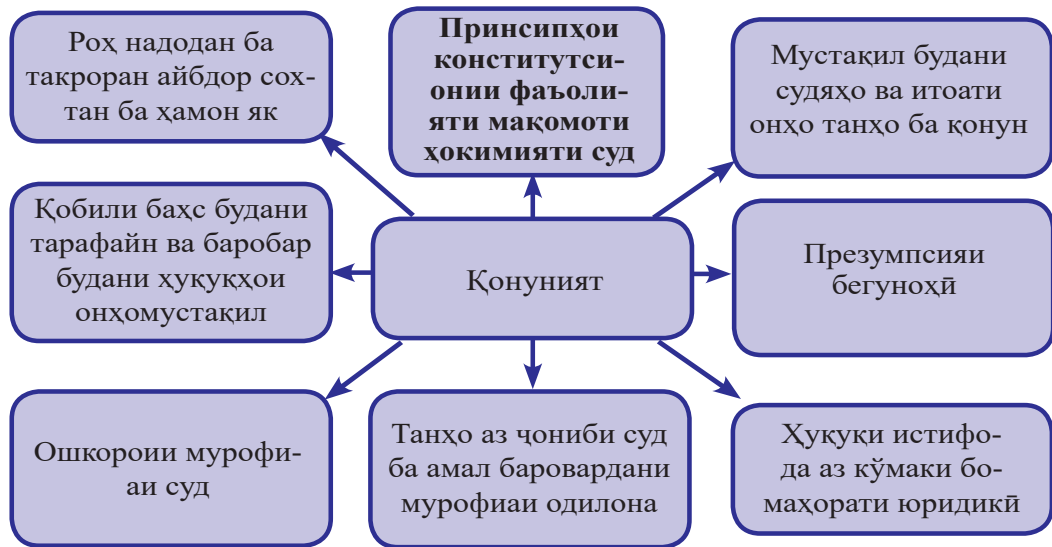 Роҳ надодан ба
такроран айбдор сох-
тан ба ҳамон як
Принсипҳои
конститутси-
онии фаъоли-
яти мақомоти
ҳокимияти суд
Мустақил будани
судяҳо ва итоати
онҳо танҳо ба қонун
Қобили баҳс будани
тарафайн ва баробар
будани ҳуқуқҳои
онҳомустақил
Қонуният
Презумпсияи
бегуноҳӣ
Ошкороии мурофи-
аи суд
Танҳо аз ҷониби суд
ба амал баровардани
мурофиаи одилона
Ҳуқуқи истифо-
да аз кўмаки бо-
маҳорати юридикӣ